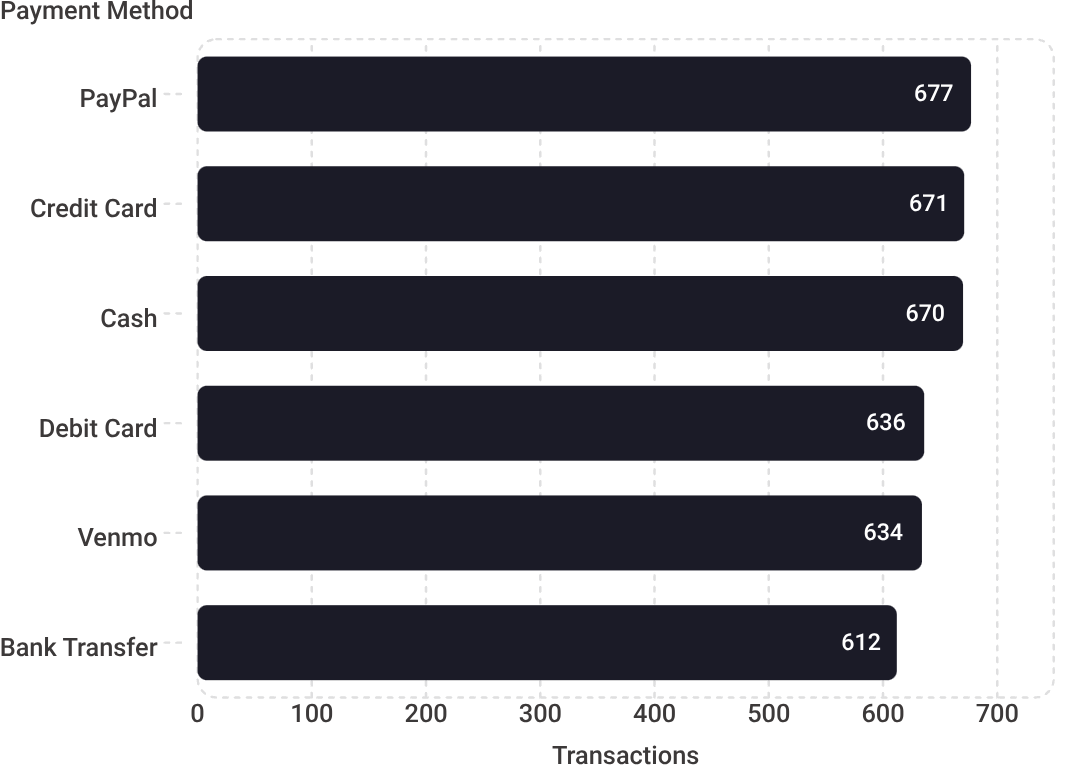 Payment Method
PayPal 677
Credit Card 671
Cash 670
Debit Card 636
Venmo 634
Bank Transfer 612
0 100 200 300 400 500 600 700
Transactions